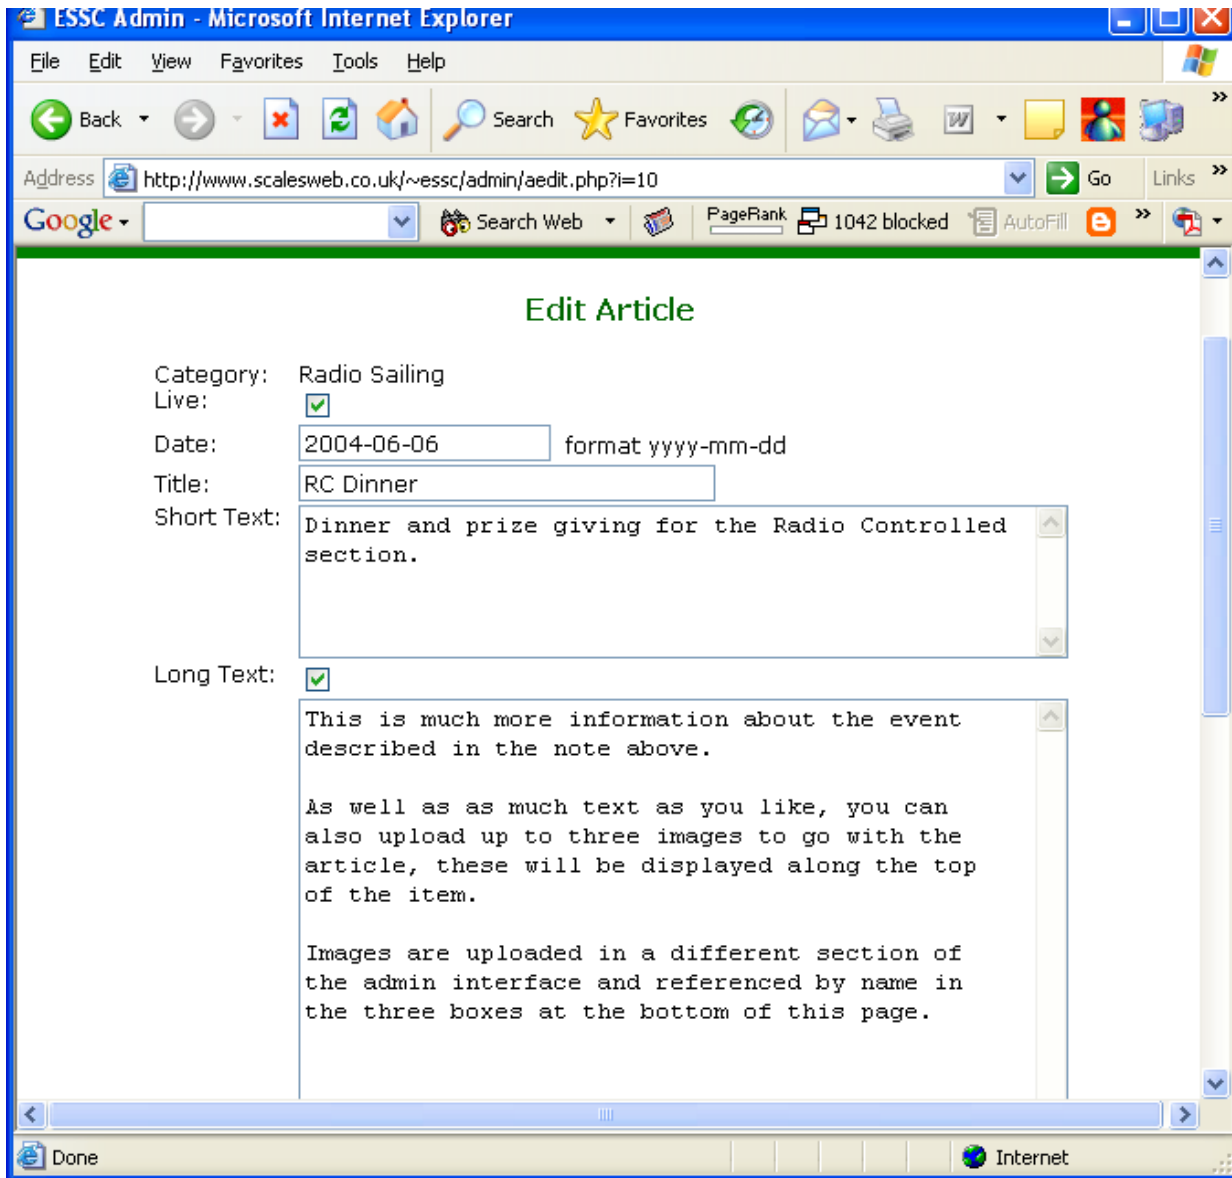 ESSC Admin - Microsoft Internet Explorer
File Edit View Favorites Tools Help
Back Search Favorites W
Address http://www.scalesweb.co.uk/~essc/admin/aedit.php?i=10 Go Links »
Google Search Web PageRank 1042 blocked AutoFill »
Edit Article
Category: Radio Sailing
Live:
Date: 2004-06-06 format yyyy-mm-dd
Title: RC Dinner
Short Text: Dinner and prize giving for the Radio Controlled
section.
Long Text:
This is much more information about the event
described in the note above.
As well as as much text as you like, you can
also upload up to three images to go with the
article, these will be displayed along the top
of the item.
Images are uploaded in a different section of
the admin interface and referenced by name in
the three boxes at the bottom of this page.
Done Internet